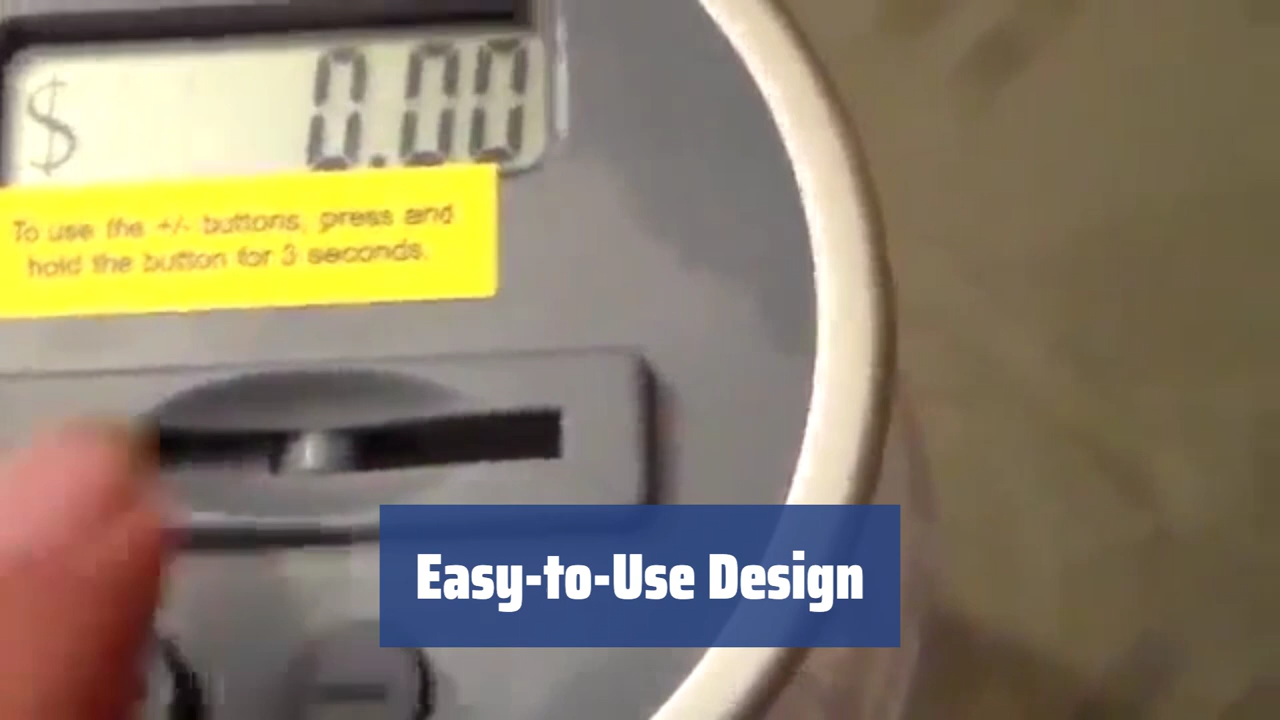 $ 0.00
To use the +/- buttons, press and
hold the button for 3 seconds.
Easy-to-Use Design